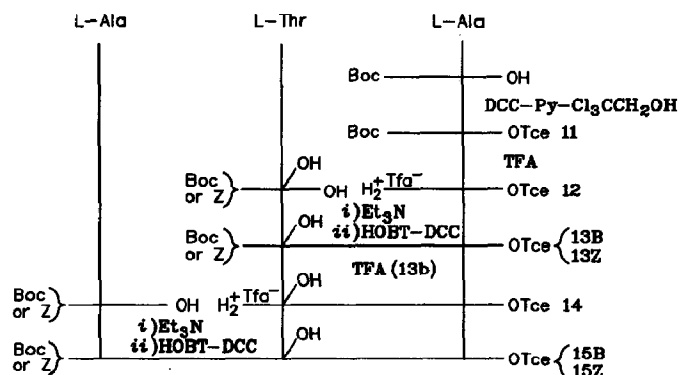 L-Ala L-Thr L-Ala
Boc OH
DCC-Py-Cl₃CCH₂OH
Boc OTce 11
TFA
OH
Boc or Z} OH H₂⁺Tfa⁻ OTce 12
i)Et₃N
OH ii)HOBT-DCC
Boc or Z} OTce {13B 13Z
TFA (13b)
OH
Boc or Z} OH H₂⁺Tfa⁻ OTce 14
i)Et₃N
ii)HOBT-DCC OH
Boc or Z} OTce {15B 15Z